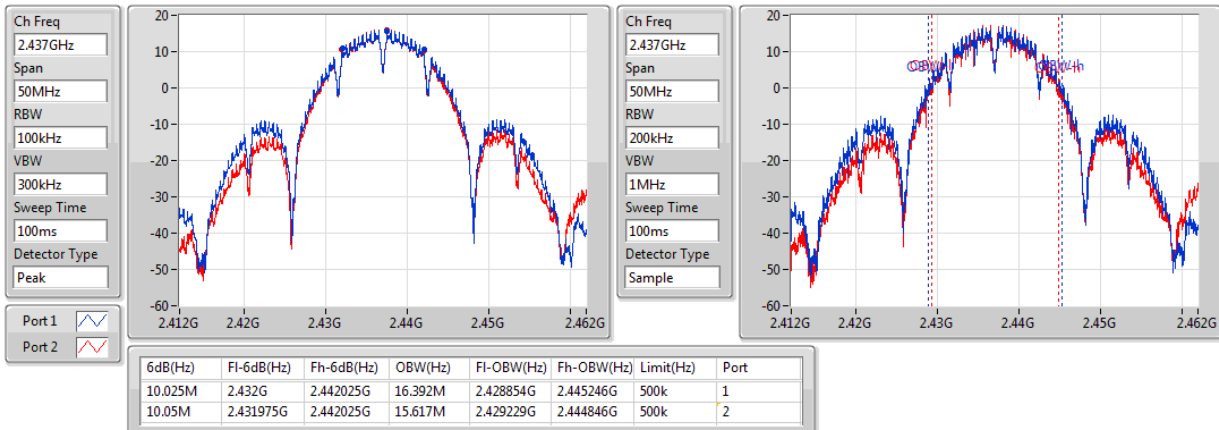 Ch Freq
2.437GHz
Span
50MHz
RBW
100kHz
VBW
300kHz
Sweep Time
100ms
Detector Type
Peak
Port 1
Port 2
20
10
0
-10
-20
-30
-40
-50
-60
2.412G 2.42G 2.43G 2.44G 2.45G 2.462G
Ch Freq
2.437GHz
Span
50MHz
RBW
200kHz
VBW
1MHz
Sweep Time
100ms
Detector Type
Sample
20
10
0
-10
-20
-30
-40
-50
-60
OBW-h
2.412G 2.42G 2.43G 2.44G 2.45G 2.462G
6dB(Hz) Fl-6dB(Hz) Fh-6dB(Hz) OBW(Hz) Fl-OBW(Hz) Fh-OBW(Hz) Limit(Hz) Port
10.025M 2.432G 2.442025G 16.392M 2.428854G 2.445246G 500k 1
10.05M 2.431975G 2.442025G 15.617M 2.429229G 2.444846G 500k 2